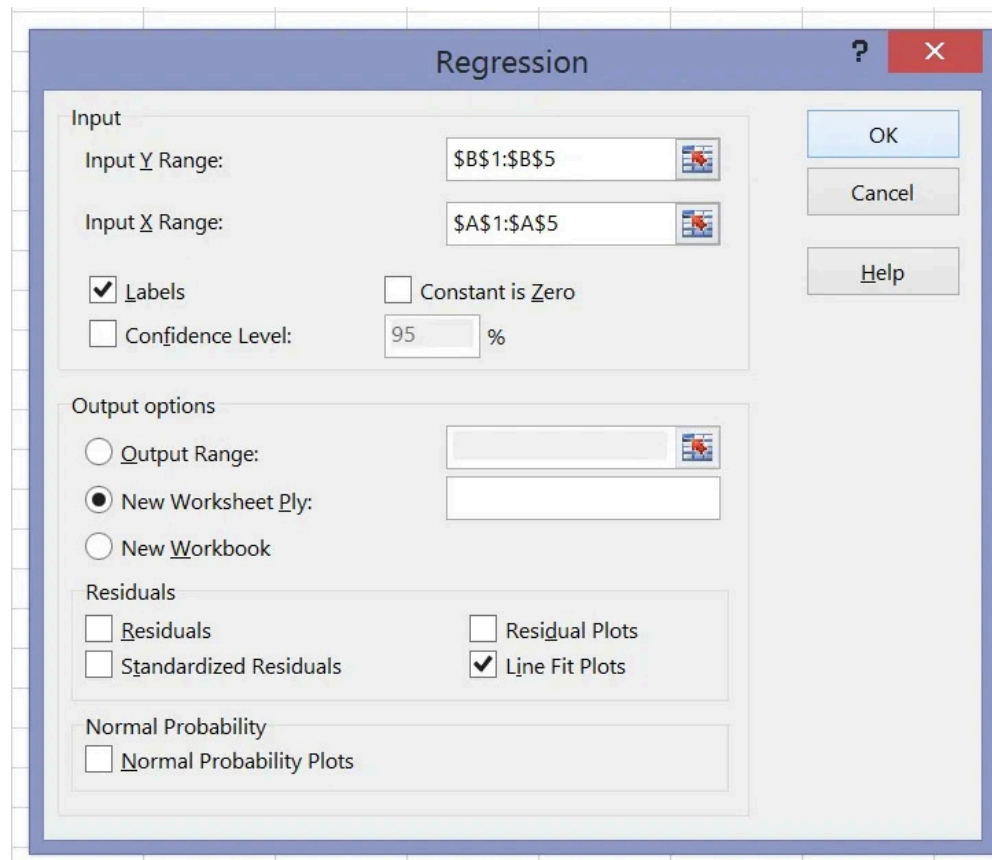 Regression
?
Input
Input Y Range:
$B$1:$B$5
OK
Cancel
Input X Range:
$A$1:$A$5
Help
Labels
Constant is Zero
Confidence Level:
95
%
Output options
Output Range:
New Worksheet Ply:
New Workbook
Residuals
Residuals
Residual Plots
Standardized Residuals
Line Fit Plots
Normal Probability
Normal Probability Plots